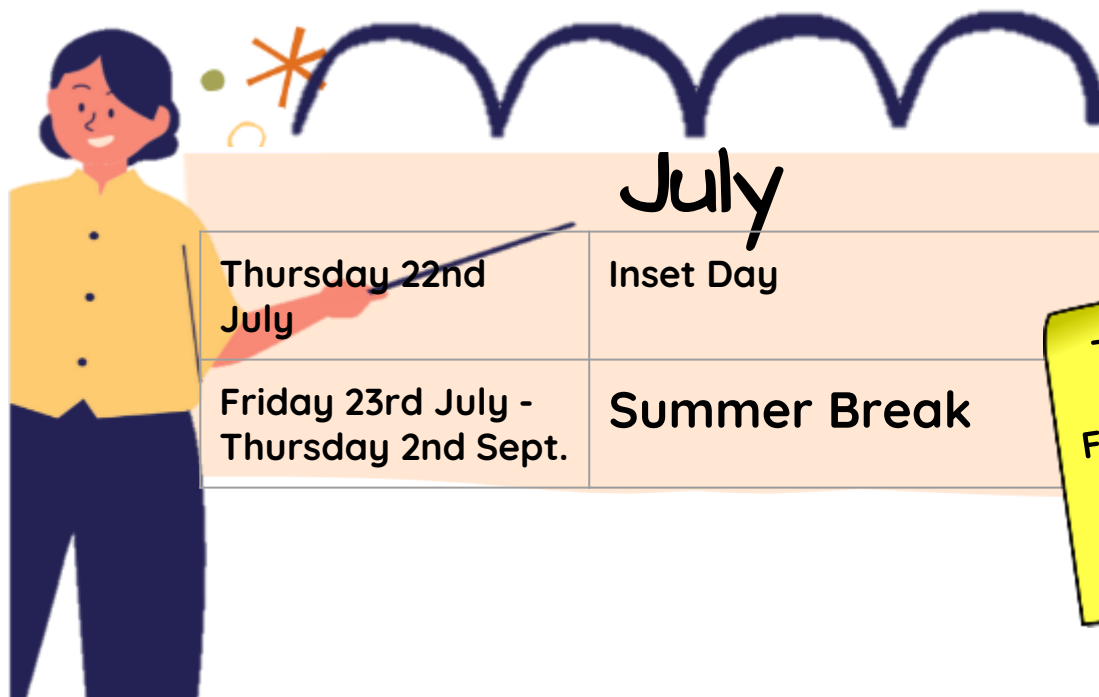 July
Thursday 22nd
July
Inset Day
Friday 23rd July -
Thursday 2nd Sept.
Summer Break